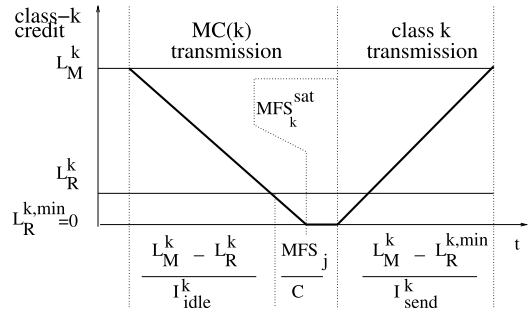 class-k credit
MC(k) transmission
class k transmission
L_M^k
MFS_k^sat
L_R^k
L_R^{k,min}=0
t
L_M^k - L_R^k
I_idle^k
MFS_j
C
L_M^k - L_R^{k,min}
I_send^k